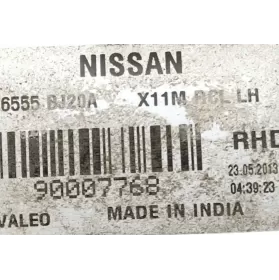 NISSAN
6555 BJ20A X11M RCL LH
RHD
23.05.2013
90007768 04:39:23
VALEO MADE IN INDIA